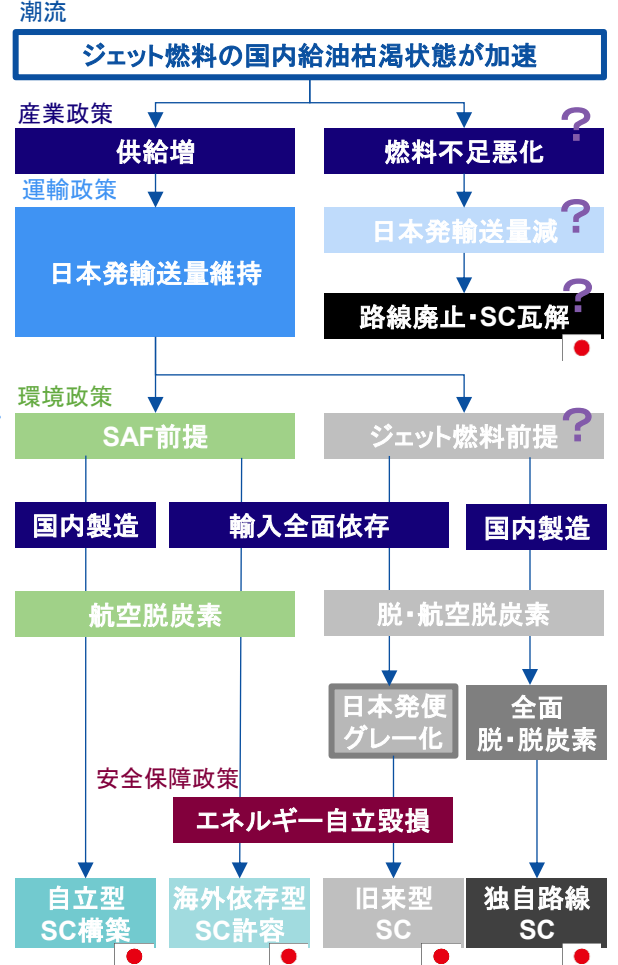 潮流
ジェット燃料の国内給油枯渇状態が加速
産業政策
?
供給増
燃料不足悪化
運輸政策
?
日本発輸送量維持
日本発輸送量減
?
路線廃止・SC瓦解
環境政策
?
SAF前提
ジェット燃料前提
国内製造
輸入全面依存
国内製造
航空脱炭素
脱・航空脱炭素
日本発便
グレー化
全面
脱・脱炭素
安全保障政策
エネルギー自立毀損
自立型
SC構築
海外依存型
SC許容
旧来型
SC
独自路線
SC